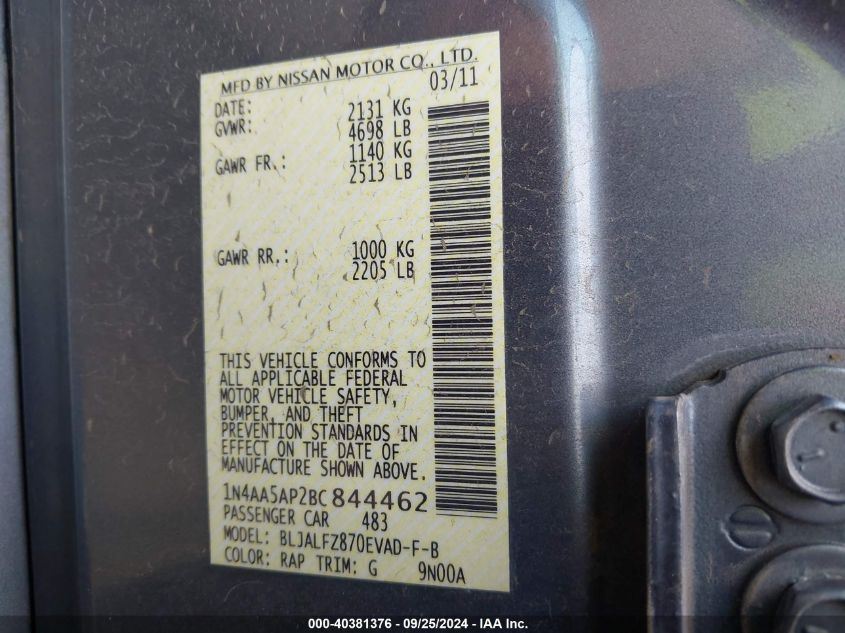 MFD BY NISSAN MOTOR CO., LTD.
DATE: 03/11
GVWR: 2131 KG
4698 LB
GAWR FR.: 1140 KG
2513 LB
GAWR RR.: 1000 KG
2205 LB
THIS VEHICLE CONFORMS TO
ALL APPLICABLE FEDERAL
MOTOR VEHICLE SAFETY,
BUMPER, AND THEFT
PREVENTION STANDARDS IN
EFFECT ON THE DATE OF
MANUFACTURE SHOWN ABOVE.
1N4AA5AP2BC844462
PASSENGER CAR 483
MODEL: BLJALFZ870EVAD-F-B
COLOR: RAP TRIM: G 9N00A
000-40381376 - 09/25/2024 - IAA Inc.